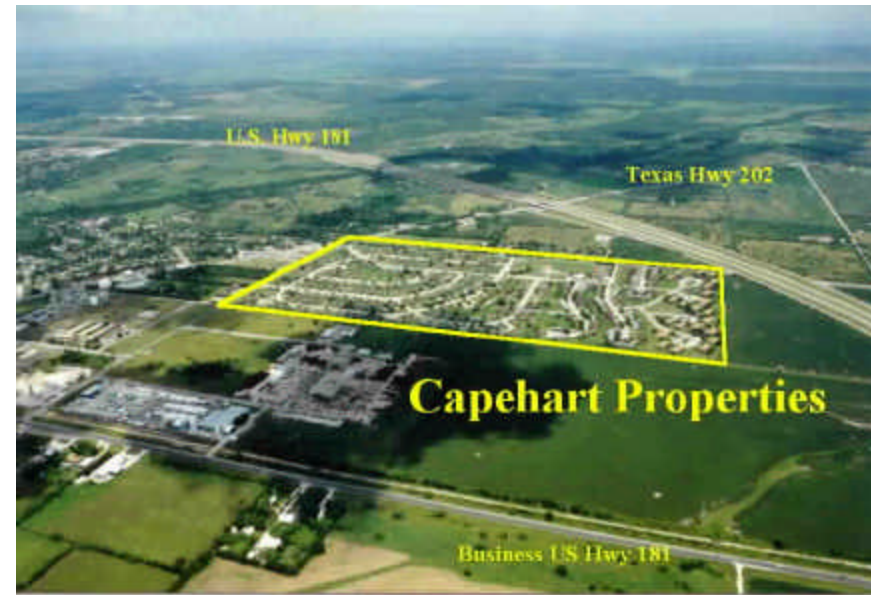 U.S. Hwy 181
Texas Hwy 202
Capehart Properties
Business US Hwy 181